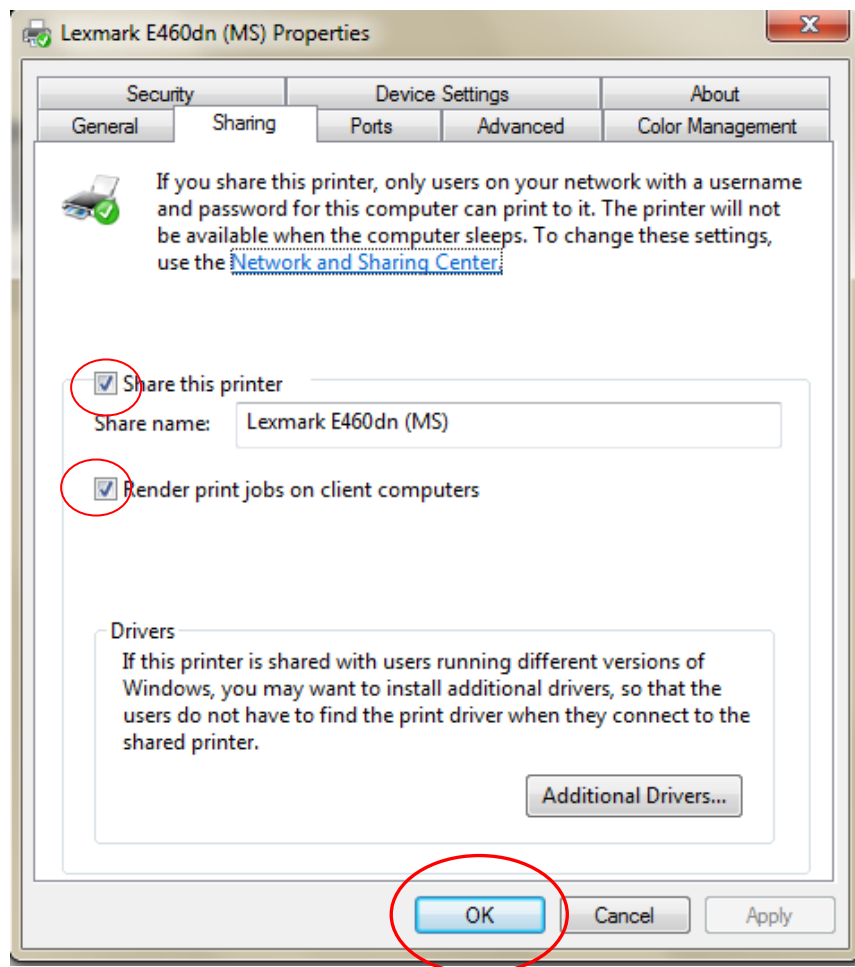 Lexmark E460dn (MS) Properties
Security
Device Settings
About
General
Sharing
Ports
Advanced
Color Management
If you share this printer, only users on your network with a username
and password for this computer can print to it. The printer will not
be available when the computer sleeps. To change these settings,
use the Network and Sharing Center.
Share this printer
Share name: Lexmark E460dn (MS)
Render print jobs on client computers
Drivers
If this printer is shared with users running different versions of
Windows, you may want to install additional drivers, so that the
users do not have to find the print driver when they connect to the
shared printer.
Additional Drivers...
OK
Cancel
Apply